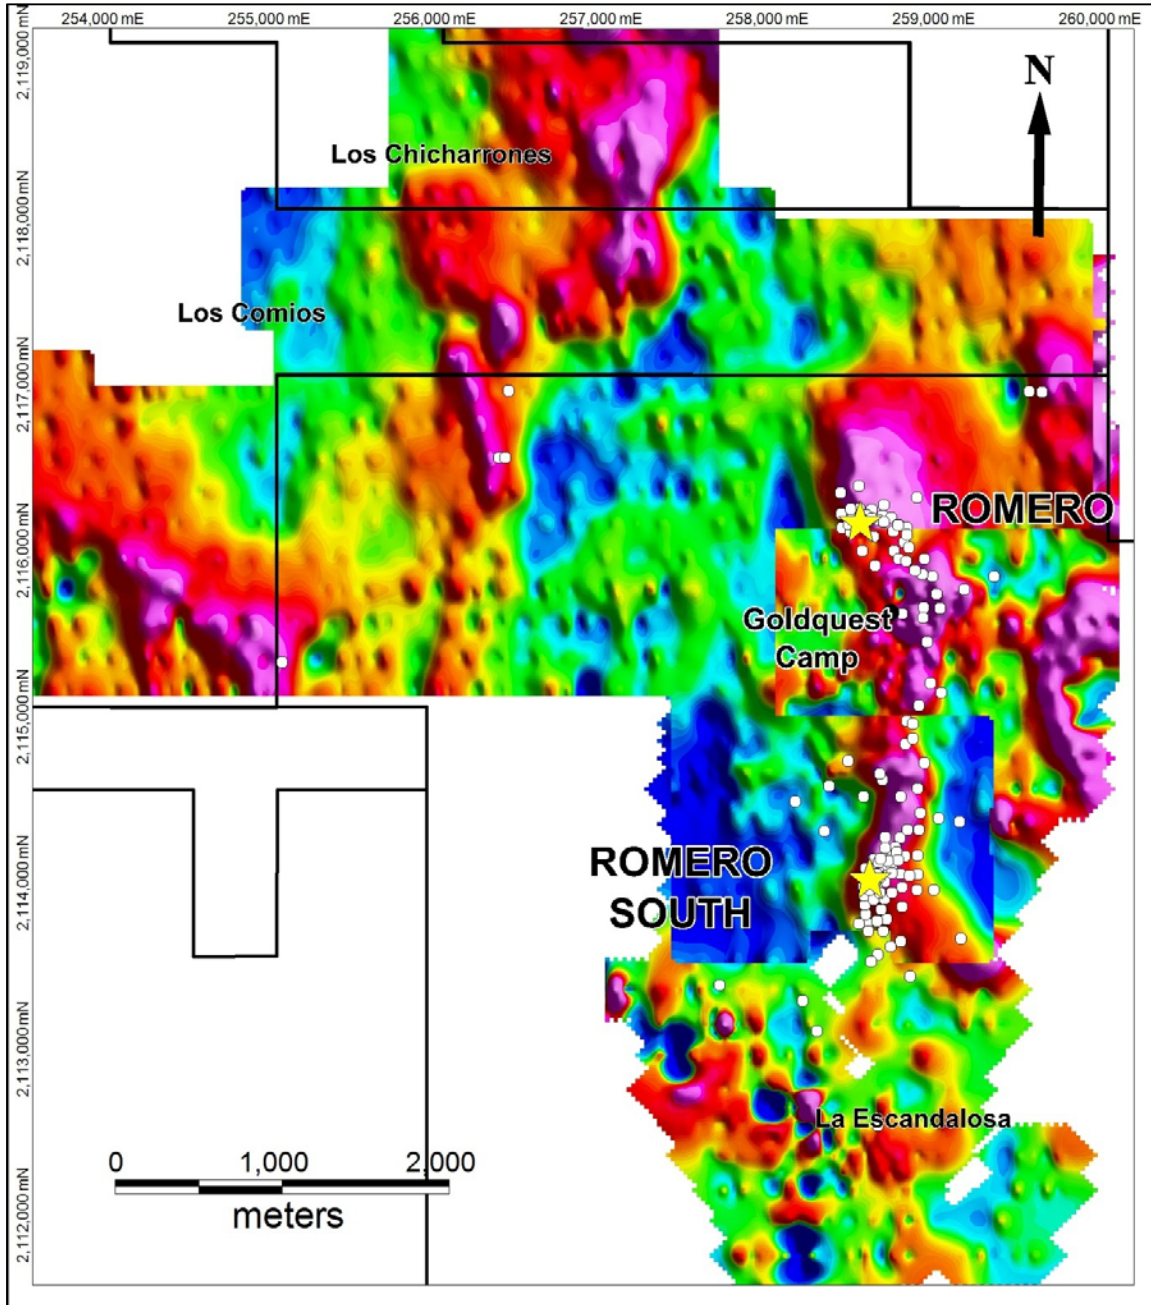 254,000 mE
255,000 mE
256,000 mE
257,000 mE
258,000 mE
259,000 mE
260,000 mE
2,119,000 mN
N
Los Chicharrones
2,118,000 mN
Los Comios
2,117,000 mN
ROMERO
2,116,000 mN
Goldquest
Camp
2,115,000 mN
ROMERO
SOUTH
2,114,000 mN
2,113,000 mN
La Escandalosa
0
1,000
2,000
meters
2,112,000 mN